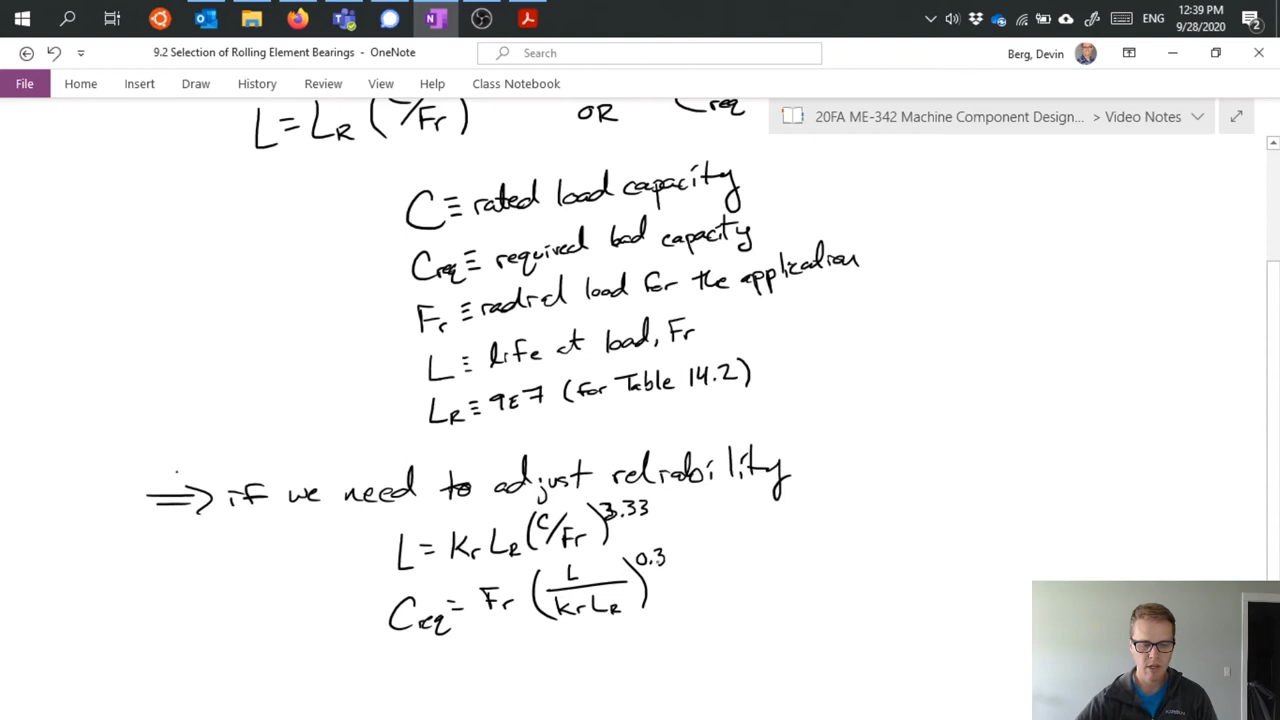 12:39 PM
ENG
9/28/2020
2
9.2 Selection of Rolling Element Bearings - OneNote
Search
Berg, Devin
File Home Insert History Review View Help Class Notebook
20FA ME-342 Machine Component Design... > Video Notes
L = LR (C/Fr) OR Creq
C ≡ rated load capacity
Creq ≡ required load capacity
Fr ≡ radial load for the application
L ≡ life at load, Fr
LR ≡ 9E7 (for Table 14.2)
⇒ if we need to adjust reliability
L = Kr LR (C/Fr)^3.33
Creq = Fr (L / Kr LR)^0.3